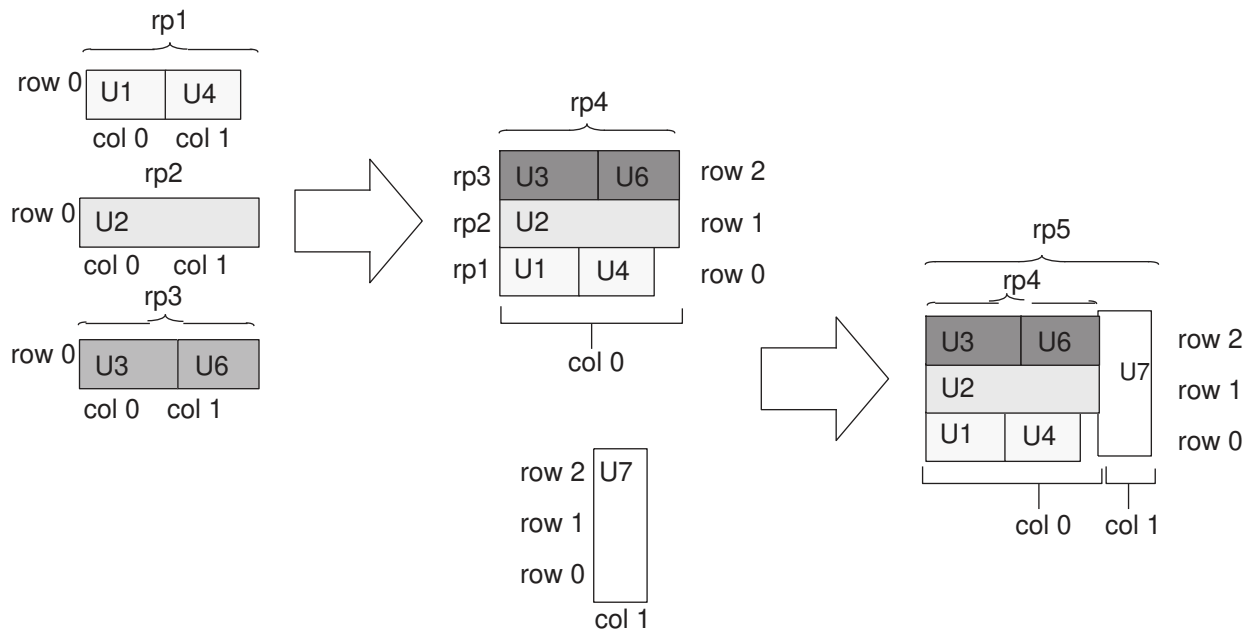 rp1
row 0 U1 U4
col 0 col 1
rp2
row 0 U2
col 0 col 1
rp3
row 0 U3 U6
col 0 col 1
rp4
rp3 U3 U6 row 2
rp2 U2 row 1
rp1 U1 U4 row 0
col 0
row 2 U7
row 1
row 0
col 1
rp5
rp4
U3 U6 row 2
U7
U2 row 1
U1 U4 row 0
col 0 col 1